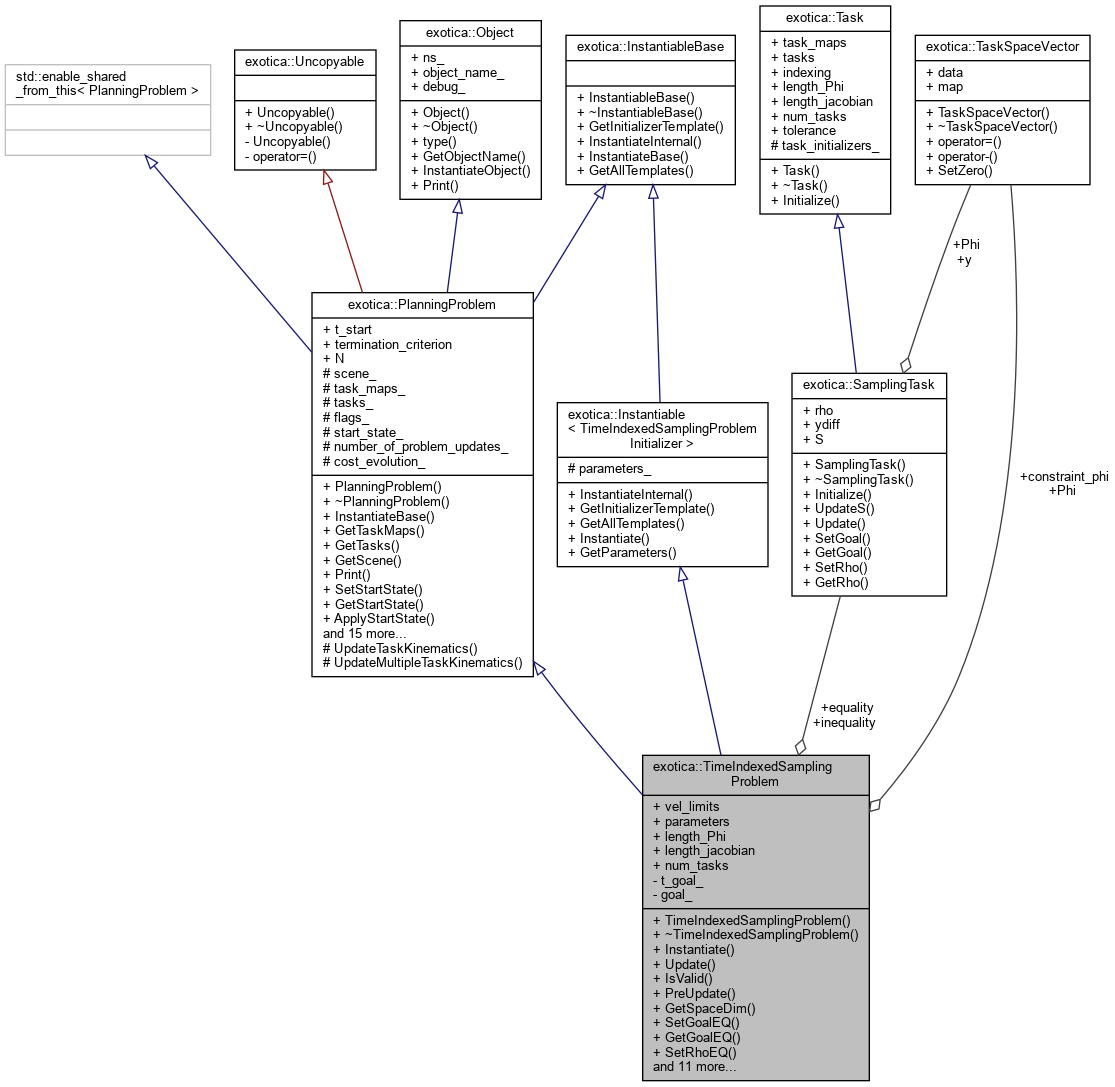 std::enable_shared
_from_this< PlanningProblem >
exotica::Uncopyable
+ Uncopyable()
+ ~Uncopyable()
- Uncopyable()
- operator=()
exotica::Object
+ ns_
+ object_name_
+ debug_
+ Object()
+ ~Object()
+ type()
+ GetObjectName()
+ InstantiateObject()
+ Print()
exotica::InstantiableBase
+ InstantiableBase()
+ ~InstantiableBase()
+ GetInitializerTemplate()
+ InstantiateInternal()
+ InstantiateBase()
+ GetAllTemplates()
exotica::Task
+ task_maps
+ tasks
+ indexing
+ length_Phi
+ length_jacobian
+ num_tasks
+ tolerance
# task_initializers_
+ Task()
+ ~Task()
+ Initialize()
exotica::TaskSpaceVector
+ data
+ map
+ TaskSpaceVector()
+ ~TaskSpaceVector()
+ operator=()
+ operator-()
+ SetZero()
+Phi
+y
exotica::PlanningProblem
+ t_start
+ termination_criterion
+ N
# scene_
# task_maps_
# tasks_
# flags_
# start_state_
# number_of_problem_updates_
# cost_evolution_
+ PlanningProblem()
+ ~PlanningProblem()
+ InstantiateBase()
+ GetTaskMaps()
+ GetTasks()
+ GetScene()
+ Print()
+ SetStartState()
+ GetStartState()
+ ApplyStartState()
and 15 more...
# UpdateTaskKinematics()
# UpdateMultipleTaskKinematics()
exotica::Instantiable
< TimeIndexedSamplingProblem
Initializer >
# parameters_
+ InstantiateInternal()
+ GetInitializerTemplate()
+ GetAllTemplates()
+ Instantiate()
+ GetParameters()
exotica::SamplingTask
+ rho
+ ydiff
+ S
+ SamplingTask()
+ ~SamplingTask()
+ Initialize()
+ UpdateS()
+ Update()
+ SetGoal()
+ GetGoal()
+ SetRho()
+ GetRho()
+constraint_phi
+Phi
+equality
+inequality
exotica::TimeIndexedSampling
Problem
+ vel_limits
+ parameters
+ length_Phi
+ length_jacobian
+ num_tasks
- t_goal_
- goal_
+ TimeIndexedSamplingProblem()
+ ~TimeIndexedSamplingProblem()
+ Instantiate()
+ Update()
+ IsValid()
+ PreUpdate()
+ GetSpaceDim()
+ SetGoalEQ()
+ GetGoalEQ()
+ SetRhoEQ()
and 11 more...